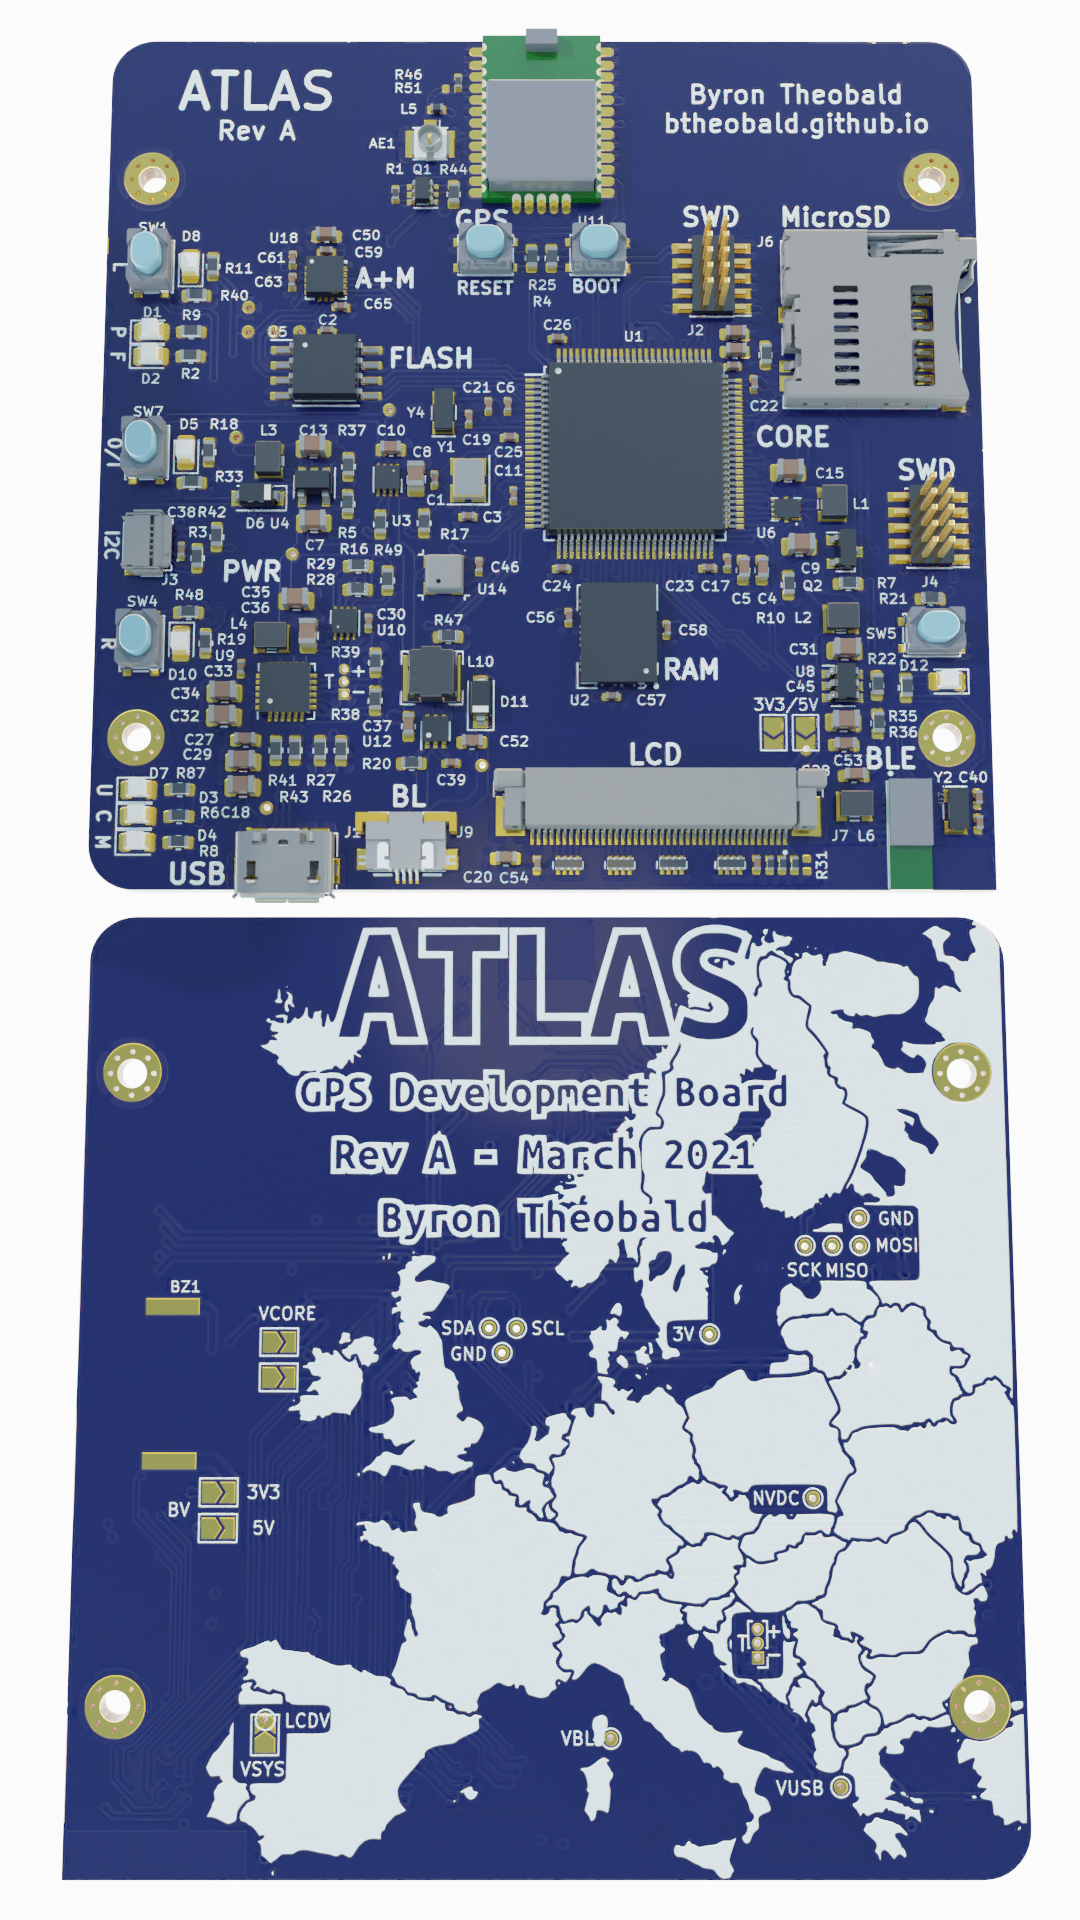 ATLAS
Rev A
R46
R51
L5
AE1
R1 Q1 R44
Byron Theobald
btheobald.github.io
GPS
U11
SWD
MicroSD
SW1
L
D8
R11
R40
U18
C61
C63
C50
C59
C65
A+M
RESET
BOOT
R25
R4
J6
J2
D1
R9
P
F
D2
R2
C2
U5
FLASH
C26
U1
C22
CORE
C21 C6
Y4
C19
Y1
C25
C11
SW7
O/I
D5 R18
R33
L3
C13 R37
C10
C8
C1
C3
D6 U4
C7
R5
U3
R17
R49
R16
C15
L1
U6
SWD
J4
C38 R42
I2C
R3
J3
PWR
R29
R28
C35
C36
C46
U14
C24
C23 C17
C5 C4
C9
Q2
R7
R21
R10 L2
SW4
R
R48
R19
U9
D10
L4
C30
U10
R39
R47
L10
C56
C58
RAM
U2
C57
SW5
C31
R22
D12
U8
C45
C33
C34
C32
T
+
−
R38
D11
C37
U12
C52
3V3/5V
R35
R36
C53
BLE
C27
C29
R20
C39
LCD
Y2 C40
D7 R87
U
C
M
D3
R6
C18
D4
R8
R41
R43
R27
R26
BL
J9
USB
C20 C54
R31
J7 L6
ATLAS
GPS Development Board
Rev A - March 2021
Byron Theobald
GND
MOSI
SCK MISO
BZ1
VCORE
SDA
SCL
GND
3V
BV
3V3
5V
NVDC
T
+
−
LCDV
VSYS
VBL
VUSB